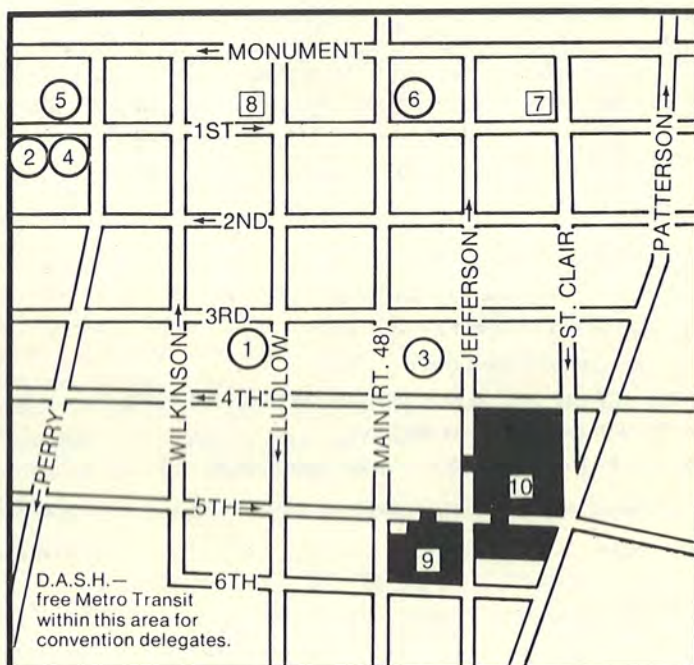 ← MONUMENT
5
8
6
7
1ST →
2 4
← 2ND
PATTERSON →
3RD
WILKINSON →
1
LUDLOW →
MAIN (RT. 48)
3
JEFFERSON →
ST. CLAIR →
← 4TH
PERRY →
10
5TH →
9
6TH
D.A.S.H.—
free Metro Transit
within this area for
convention delegates.